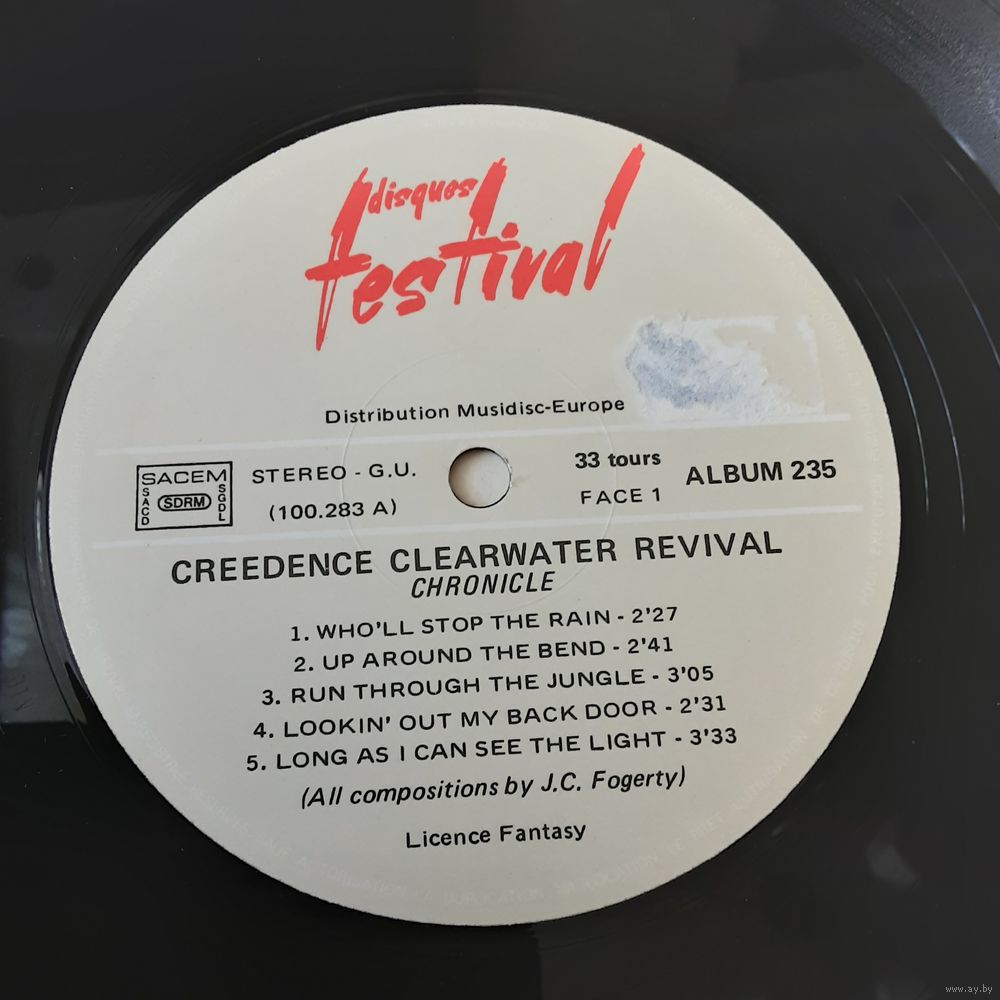 disques
festival
Distribution Musidisc-Europe
SACEM
SACD
SDRM
SGDL
STEREO - G.U.
(100.283 A)
33 tours
FACE 1
ALBUM 235
CREEDENCE CLEARWATER REVIVAL
CHRONICLE
1. WHO'LL STOP THE RAIN - 2'27
2. UP AROUND THE BEND - 2'41
3. RUN THROUGH THE JUNGLE - 3'05
4. LOOKIN' OUT MY BACK DOOR - 2'31
5. LONG AS I CAN SEE THE LIGHT - 3'33
(All compositions by J.C. Fogerty)
Licence Fantasy
www.ay.by